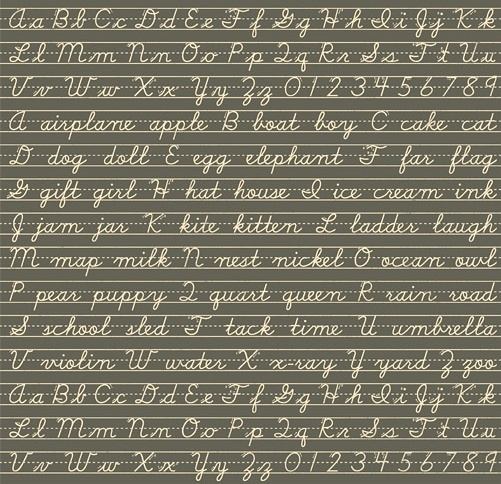 Aa Bb Cc Dd Ee Ff Gg Hh Ii Jj Kk
Ll Mm Nn Oo Pp Qq Rr Ss Tt Uu
Vv Ww Xx Yy Zz 0 1 2 3 4 5 6 7 8 9
A airplane apple B boat boy C cake cat
D dog doll E egg elephant F far flag
G gift girl H hat house I ice cream ink
J jam jar K kite kitten L ladder laugh
M map milk N nest nickel O ocean owl
P pear puppy Q quart queen R rain road
S school sled T tack time U umbrella
V violin W water X x-ray Y yard Z zoo
Aa Bb Cc Dd Ee Ff Gg Hh Ii Jj Kk
Ll Mm Nn Oo Pp Qq Rr Ss Tt Uu
Vv Ww Xx Yy Zz 0 1 2 3 4 5 6 7 8 9